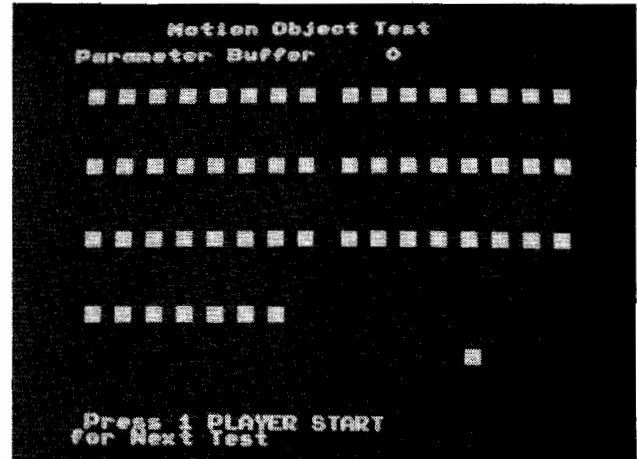 Motion Object Test
Parameter Buffer 0
Press 1 PLAYER START
for Next Test